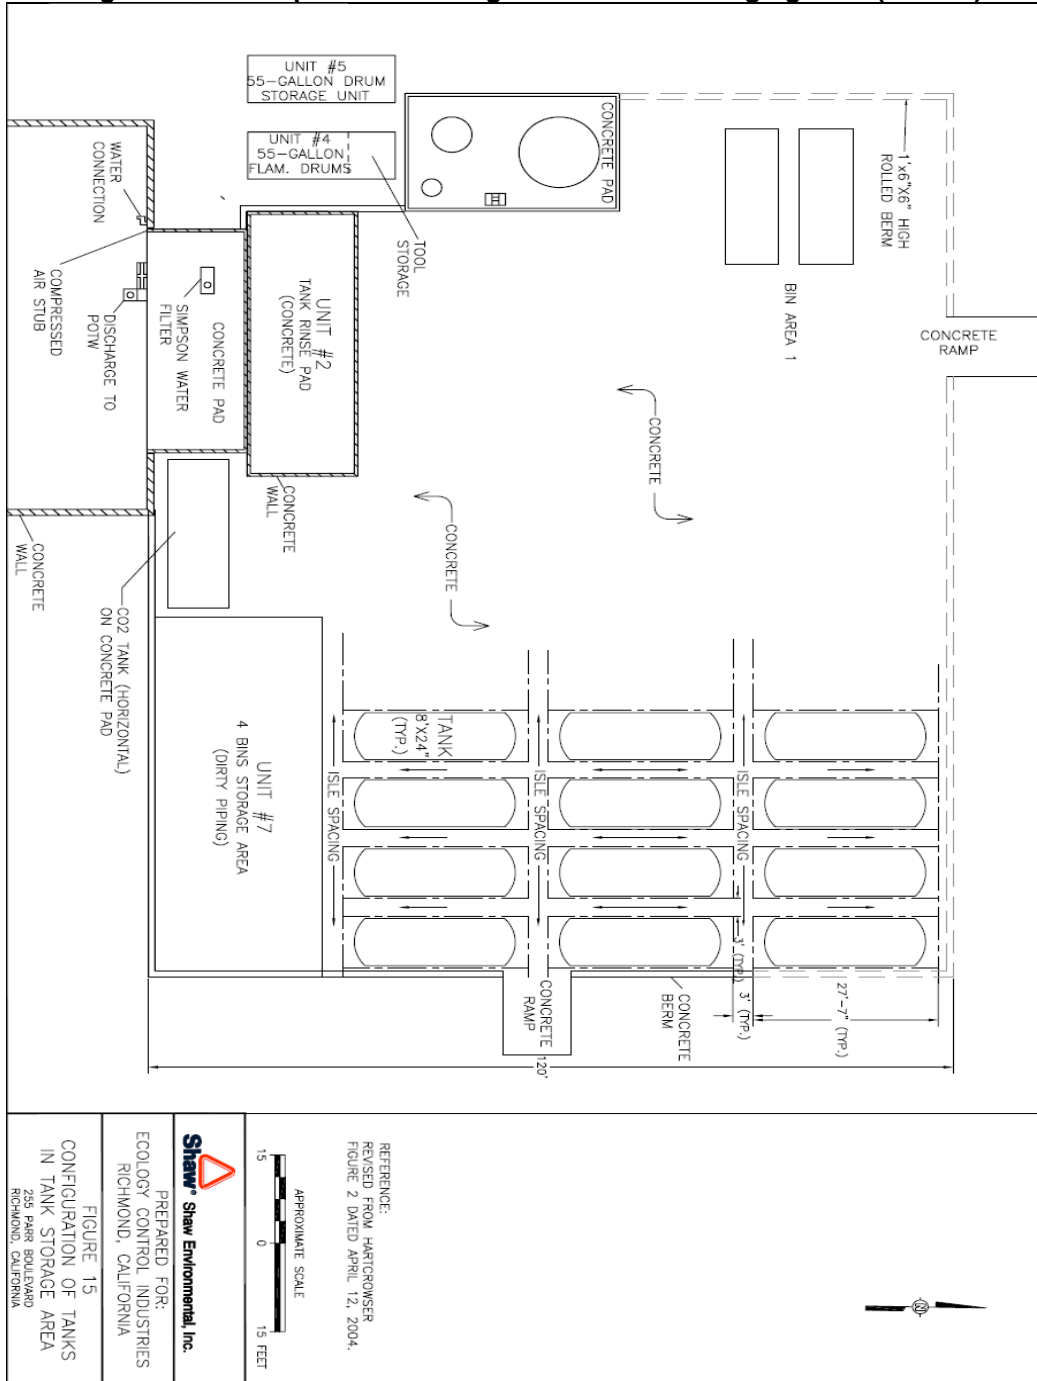 UNIT #5
55-GALLON DRUM
STORAGE UNIT
UNIT #4
55-GALLON
FLAM. DRUMS
TOOL
STORAGE
CONCRETE PAD
1'x6"X6" HIGH
ROLLED BERM
BIN AREA 1
CONCRETE
RAMP
WATER
CONNECTION
COMPRESSED
AIR STUB
DISCHARGE TO
POTW
SIMPSON WATER
FILTER
CONCRETE PAD
UNIT #2
TANK RINSE PAD
(CONCRETE)
CONCRETE
WALL
CONCRETE
CONCRETE
CONCRETE
WALL
CO2 TANK (HORIZONTAL)
ON CONCRETE PAD
UNIT #7
4 BINS STORAGE AREA
(DIRTY PIPING)
TANK
8'X24"
(TYP.)
ISLE SPACING
ISLE SPACING
ISLE SPACING
3' (TYP.)
3' (TYP.)
27'-7" (TYP.)
CONCRETE
RAMP
CONCRETE
BERM
120'
REFERENCE:
REVISED FROM HARTCROWSER
FIGURE 2 DATED APRIL 12, 2004.
N
APPROXIMATE SCALE
15 0 15 FEET
Shaw® Shaw Environmental, Inc.
PREPARED FOR:
ECOLOGY CONTROL INDUSTRIES
RICHMOND, CALIFORNIA
FIGURE 15
CONFIGURATION OF TANKS
IN TANK STORAGE AREA
255 PARR BOULEVARD
RICHMOND, CALIFORNIA